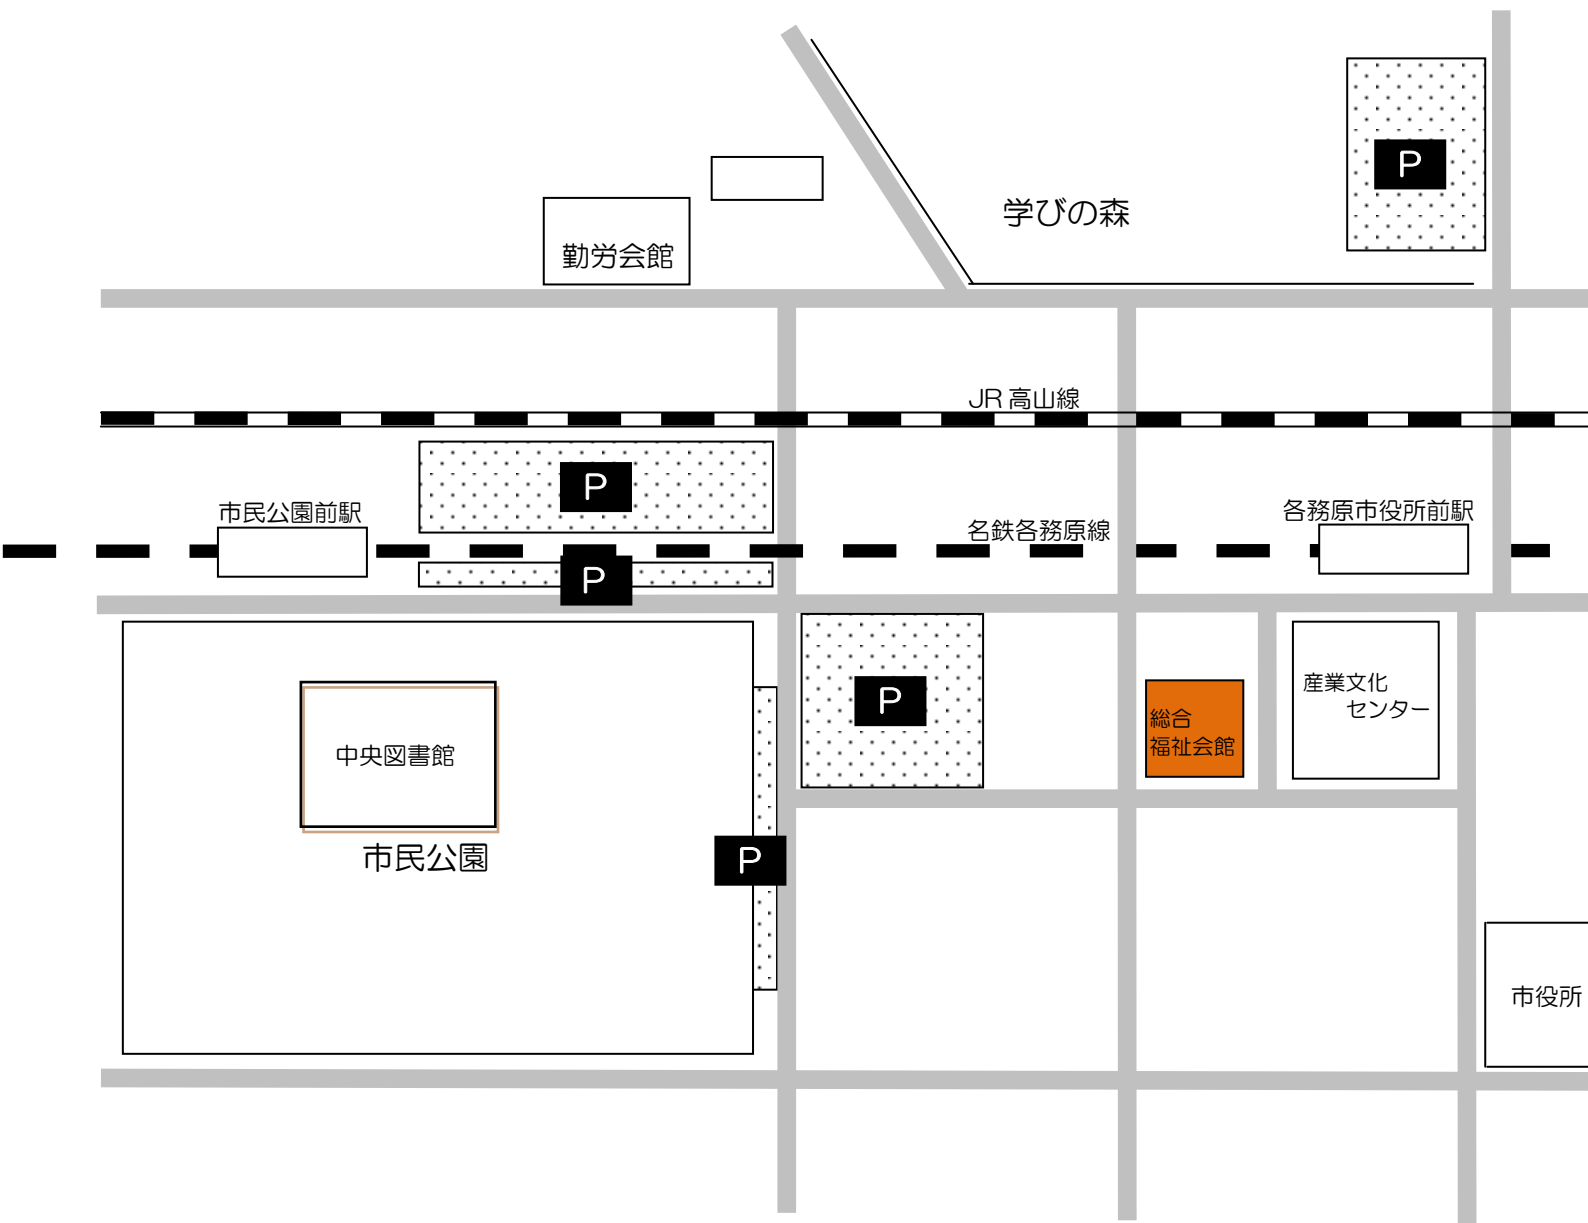 P
学びの森
勤労会館
JR 高山線
P
市民公園前駅
各務原市役所前駅
名鉄各務原線
P
産業文化
センター
P
総合
福祉会館
中央図書館
市民公園
P
市役所